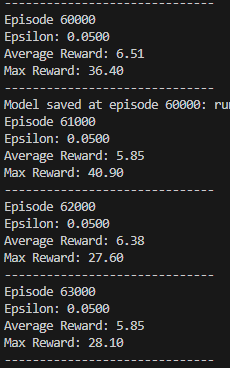 -------------------------------
Episode 60000
Epsilon: 0.0500
Average Reward: 6.51
Max Reward: 36.40
-------------------------------
Model saved at episode 60000:
Episode 61000
Epsilon: 0.0500
Average Reward: 5.85
Max Reward: 40.90
-------------------------------
Episode 62000
Epsilon: 0.0500
Average Reward: 6.38
Max Reward: 27.60
-------------------------------
Episode 63000
Epsilon: 0.0500
Average Reward: 5.85
Max Reward: 28.10
-------------------------------